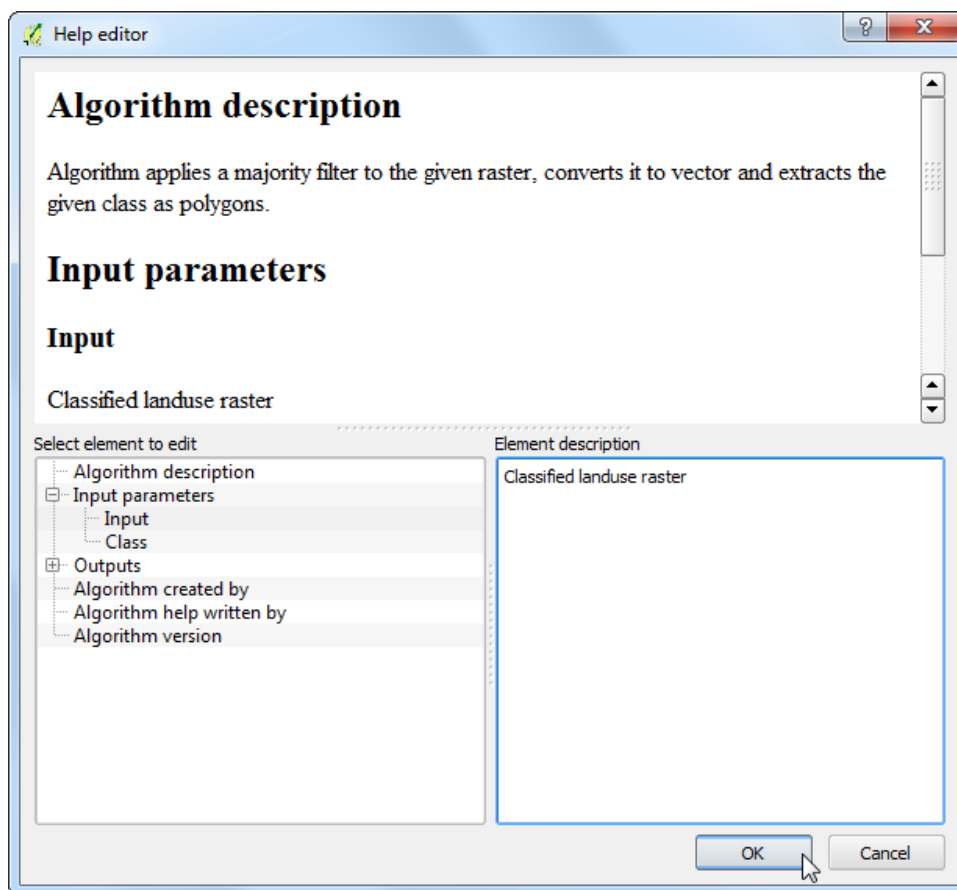 Help editor
Algorithm description
Algorithm applies a majority filter to the given raster, converts it to vector and extracts the
given class as polygons.
Input parameters
Input
Classified landuse raster
Select element to edit
Element description
Algorithm description
Input parameters
Input
Class
Outputs
Algorithm created by
Algorithm help written by
Algorithm version
Classified landuse raster
OK
Cancel